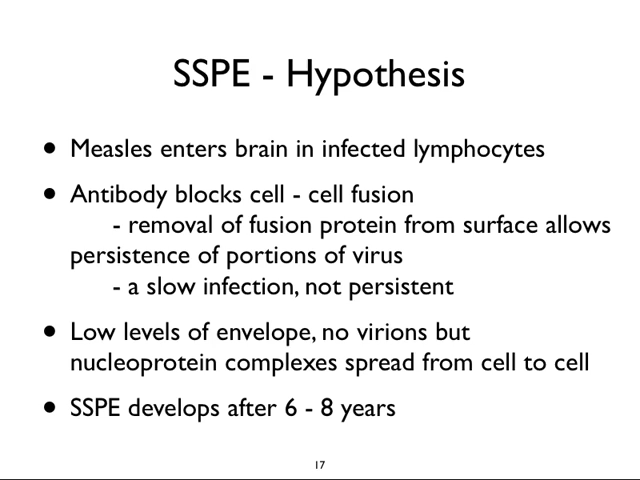 SSPE - Hypothesis
• Measles enters brain in infected lymphocytes
• Antibody blocks cell - cell fusion
- removal of fusion protein from surface allows
persistence of portions of virus
- a slow infection, not persistent
• Low levels of envelope, no virions but
nucleoprotein complexes spread from cell to cell
• SSPE develops after 6 - 8 years
17